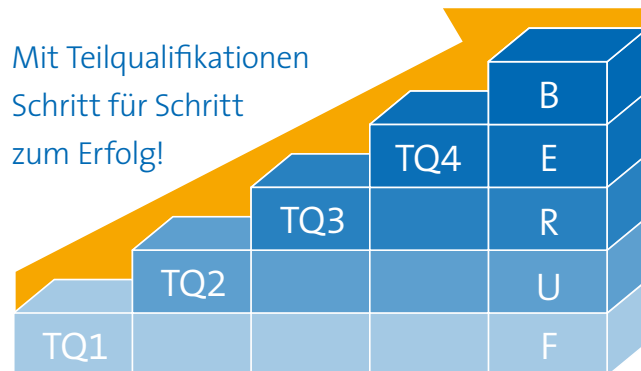 Mit Teilqualifikationen
Schritt für Schritt
zum Erfolg!
B
TQ4 E
TQ3 R
TQ2 U
TQ1 F